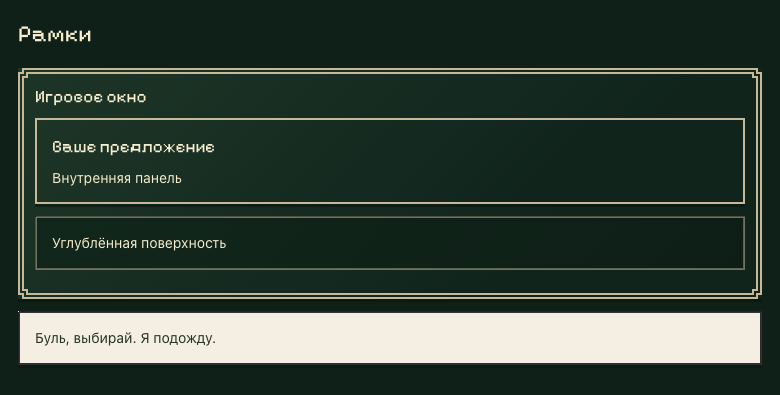 Рамки
Игровое окно
Ваше предложение
Внутренняя панель
Углублённая поверхность
Буль, выбирай. Я подожду.